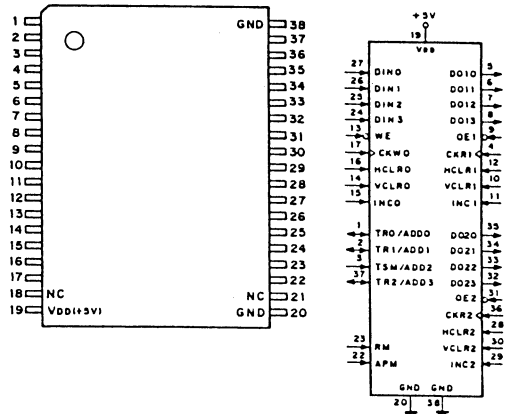 1
2
3
4
5
6
7
8
9
10
11
12
13
14
15
16
17
18 NC
19 VDD(+5V)
GND 38
37
36
35
34
33
32
31
30
29
28
27
26
25
24
23
22
NC 21
GND 20
+5V
19
VDD
27 DIN0 DO10 5
26 DIN1 DO11 6
25 DIN2 DO12 7
24 DIN3 DO13 8
13 WE OE1 9
17 CKW0 CKR1 4
16 HCLR0 HCLR1 12
14 VCLR0 VCLR1 10
15 INC0 INC1 11
1 TR0/ADD0 DO20 35
2 TR1/ADD1 DO21 34
3 TSM/ADD2 DO22 33
37 TR2/ADD3 DO23 32
OE2 31
CKR2 36
HCLR2 28
23 RM VCLR2 30
22 APM INC2 29
GND GND
20 38